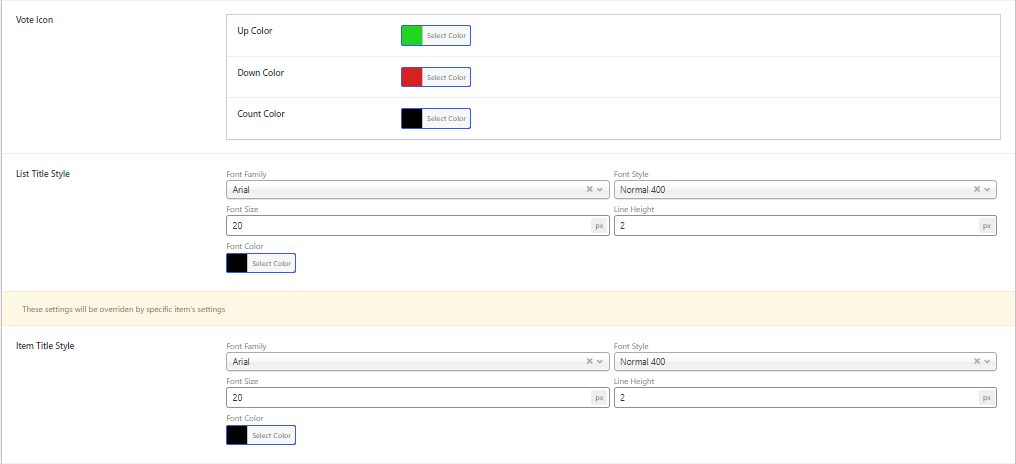 Vote Icon
Up Color
Select Color
Down Color
Select Color
Count Color
Select Color
List Title Style
Font Family
Font Style
Arial
Normal 400
Font Size
Line Height
20 px
2 px
Font Color
Select Color
These settings will be overriden by specific item's settings
Item Title Style
Font Family
Font Style
Arial
Normal 400
Font Size
Line Height
20 px
2 px
Font Color
Select Color